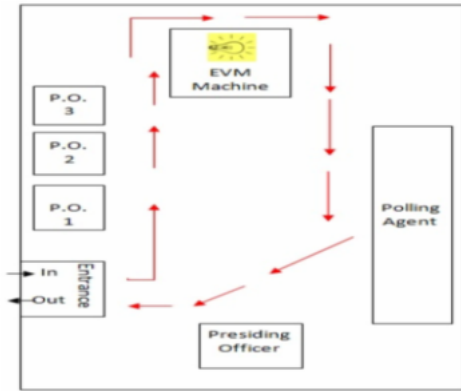 EVM
Machine
P.O.
3
P.O.
2
P.O.
1
Polling
Agent
In
Out
Entrance
Presiding
Officer